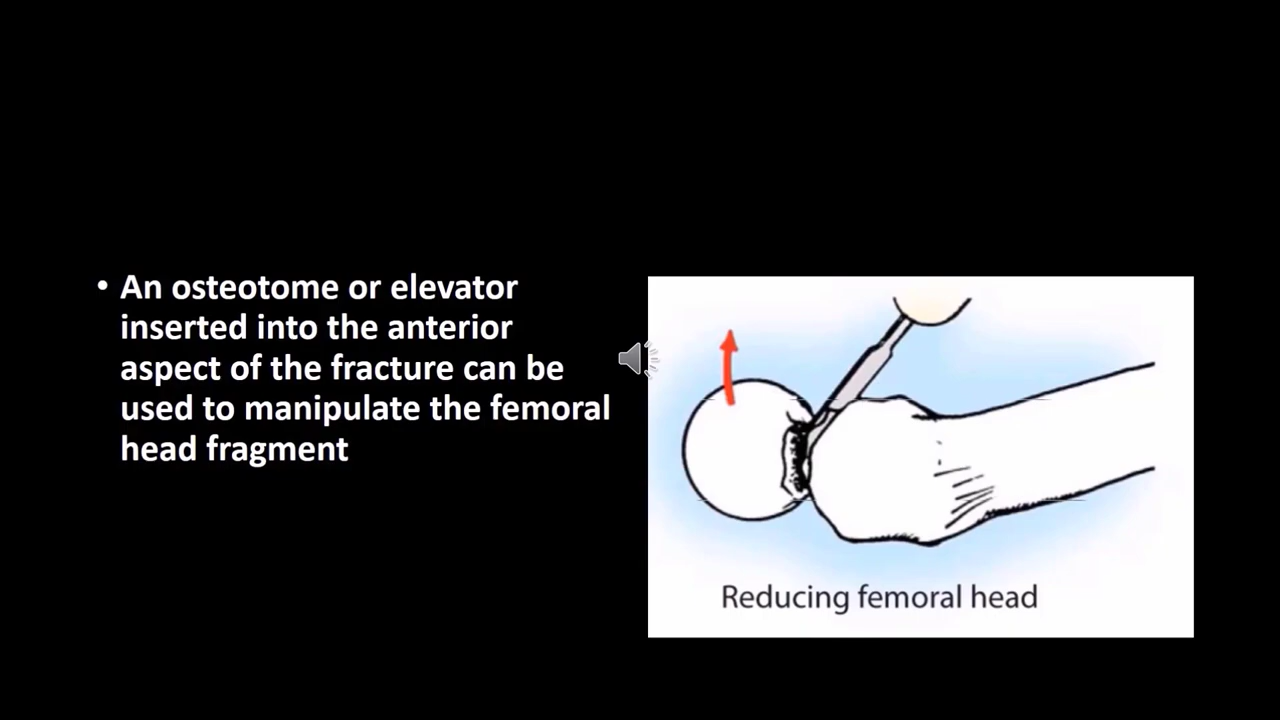 • An osteotome or elevator
inserted into the anterior
aspect of the fracture can be
used to manipulate the femoral
head fragment
Reducing femoral head